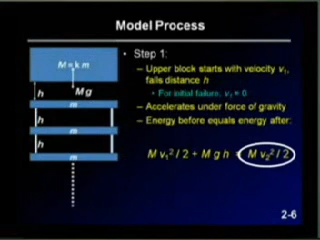 Model Process
• Step 1:
– Upper block starts with velocity v₁,
falls distance h
• For initial failure, v₁ = 0
– Accelerates under force of gravity
– Energy before equals energy after:
M v₁² / 2 + M g h = M v₂² / 2
M = k m
M g
h
m
h
m
h
m
2-6